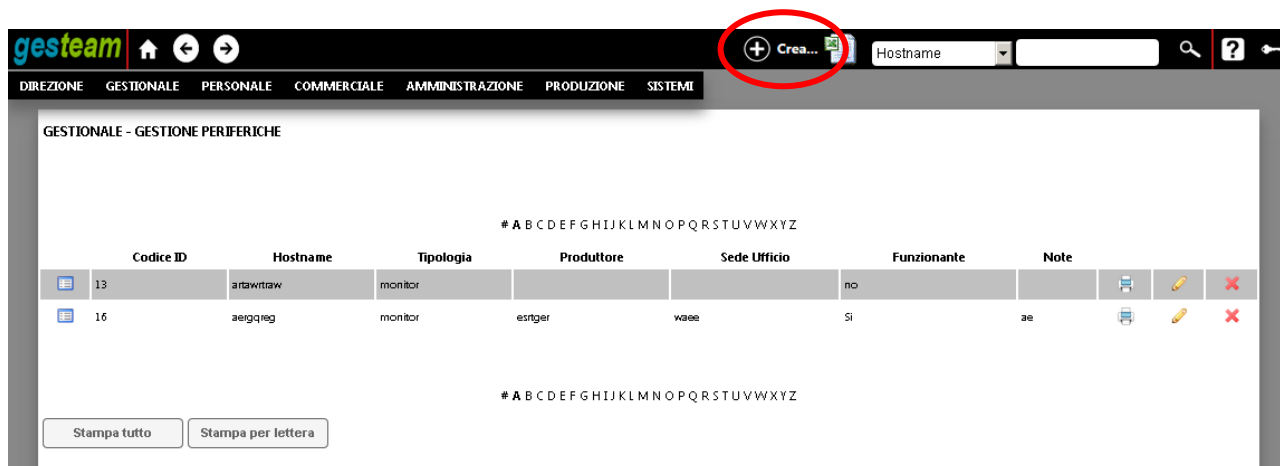 gesteam Crea... Hostname ?
DIREZIONE GESTIONALE PERSONALE COMMERCIALE AMMINISTRAZIONE PRODUZIONE SISTEMI
GESTIONALE - GESTIONE PERIFERICHE
# A B C D E F G H I J K L M N O P Q R S T U V W X Y Z
Codice ID Hostname Tipologia Produttore Sede Ufficio Funzionante Note
13 artawrtraw monitor no
16 aergqreg monitor esrtger waee Si ae
# A B C D E F G H I J K L M N O P Q R S T U V W X Y Z
Stampa tutto Stampa per lettera